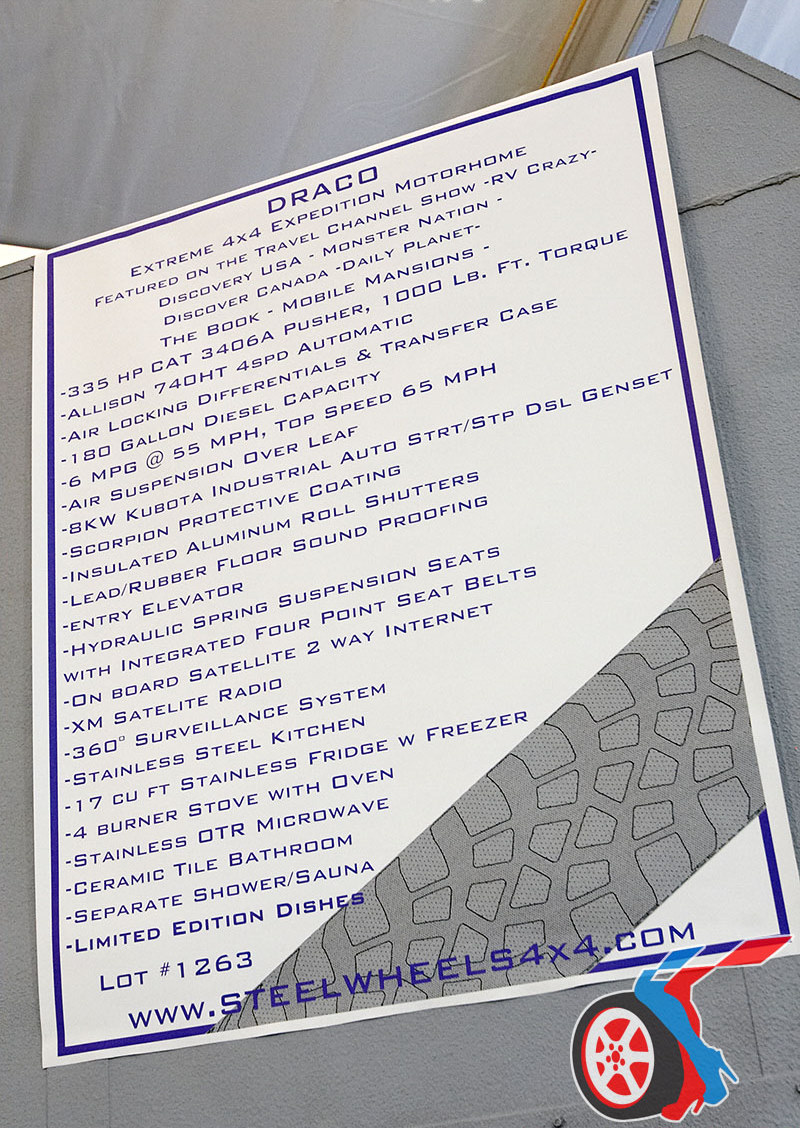 DRACO
EXTREME 4X4 EXPEDITION MOTORHOME
FEATURED ON THE TRAVEL CHANNEL SHOW -RV CRAZY-
DISCOVERY USA - MONSTER NATION -
DISCOVER CANADA -DAILY PLANET-
THE BOOK - MOBILE MANSIONS -
-335 HP CAT 3406A PUSHER, 1000 LB. FT. TORQUE
-ALLISON 740HT 4SPD AUTOMATIC
-AIR LOCKING DIFFERENTIALS & TRANSFER CASE
-180 GALLON DIESEL CAPACITY
-6 MPG @ 55 MPH, TOP SPEED 65 MPH
-AIR SUSPENSION OVER LEAF
-8KW KUBOTA INDUSTRIAL AUTO STRT/STP DSL GENSET
-SCORPION PROTECTIVE COATING
-INSULATED ALUMINUM ROLL SHUTTERS
-LEAD/RUBBER FLOOR SOUND PROOFING
-ENTRY ELEVATOR
-HYDRAULIC SPRING SUSPENSION SEATS
WITH INTEGRATED FOUR POINT SEAT BELTS
-ON BOARD SATELLITE 2 WAY INTERNET
-XM SATELITE RADIO
-360° SURVEILLANCE SYSTEM
-STAINLESS STEEL KITCHEN
-17 CU FT STAINLESS FRIDGE W FREEZER
-4 BURNER STOVE WITH OVEN
-STAINLESS OTR MICROWAVE
-CERAMIC TILE BATHROOM
-SEPARATE SHOWER/SAUNA
-LIMITED EDITION DISHES
LOT #1263
WWW.STEELWHEELS4X4.COM